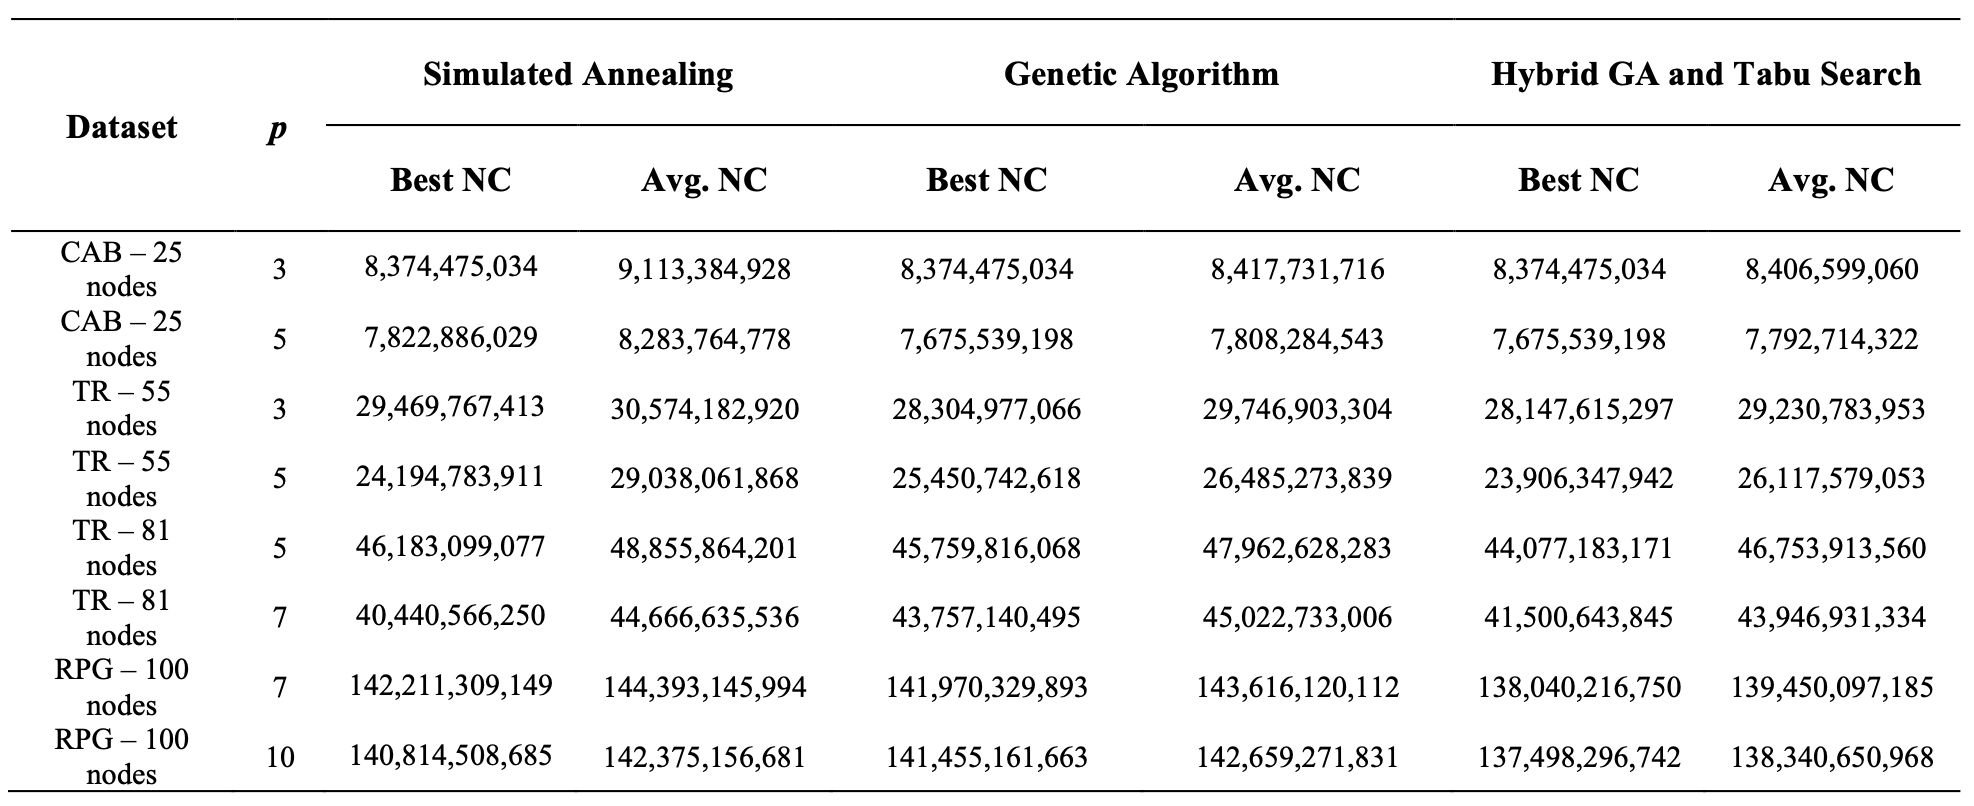 Simulated Annealing Genetic Algorithm Hybrid GA and Tabu Search
Dataset p
Best NC Avg. NC Best NC Avg. NC Best NC Avg. NC
CAB – 25
nodes 3 8,374,475,034 9,113,384,928 8,374,475,034 8,417,731,716 8,374,475,034 8,406,599,060
CAB – 25
nodes 5 7,822,886,029 8,283,764,778 7,675,539,198 7,808,284,543 7,675,539,198 7,792,714,322
TR – 55
nodes 3 29,469,767,413 30,574,182,920 28,304,977,066 29,746,903,304 28,147,615,297 29,230,783,953
TR – 55
nodes 5 24,194,783,911 29,038,061,868 25,450,742,618 26,485,273,839 23,906,347,942 26,117,579,053
TR – 81
nodes 5 46,183,099,077 48,855,864,201 45,759,816,068 47,962,628,283 44,077,183,171 46,753,913,560
TR – 81
nodes 7 40,440,566,250 44,666,635,536 43,757,140,495 45,022,733,006 41,500,643,845 43,946,931,334
RPG – 100
nodes 7 142,211,309,149 144,393,145,994 141,970,329,893 143,616,120,112 138,040,216,750 139,450,097,185
RPG – 100
nodes 10 140,814,508,685 142,375,156,681 141,455,161,663 142,659,271,831 137,498,296,742 138,340,650,968